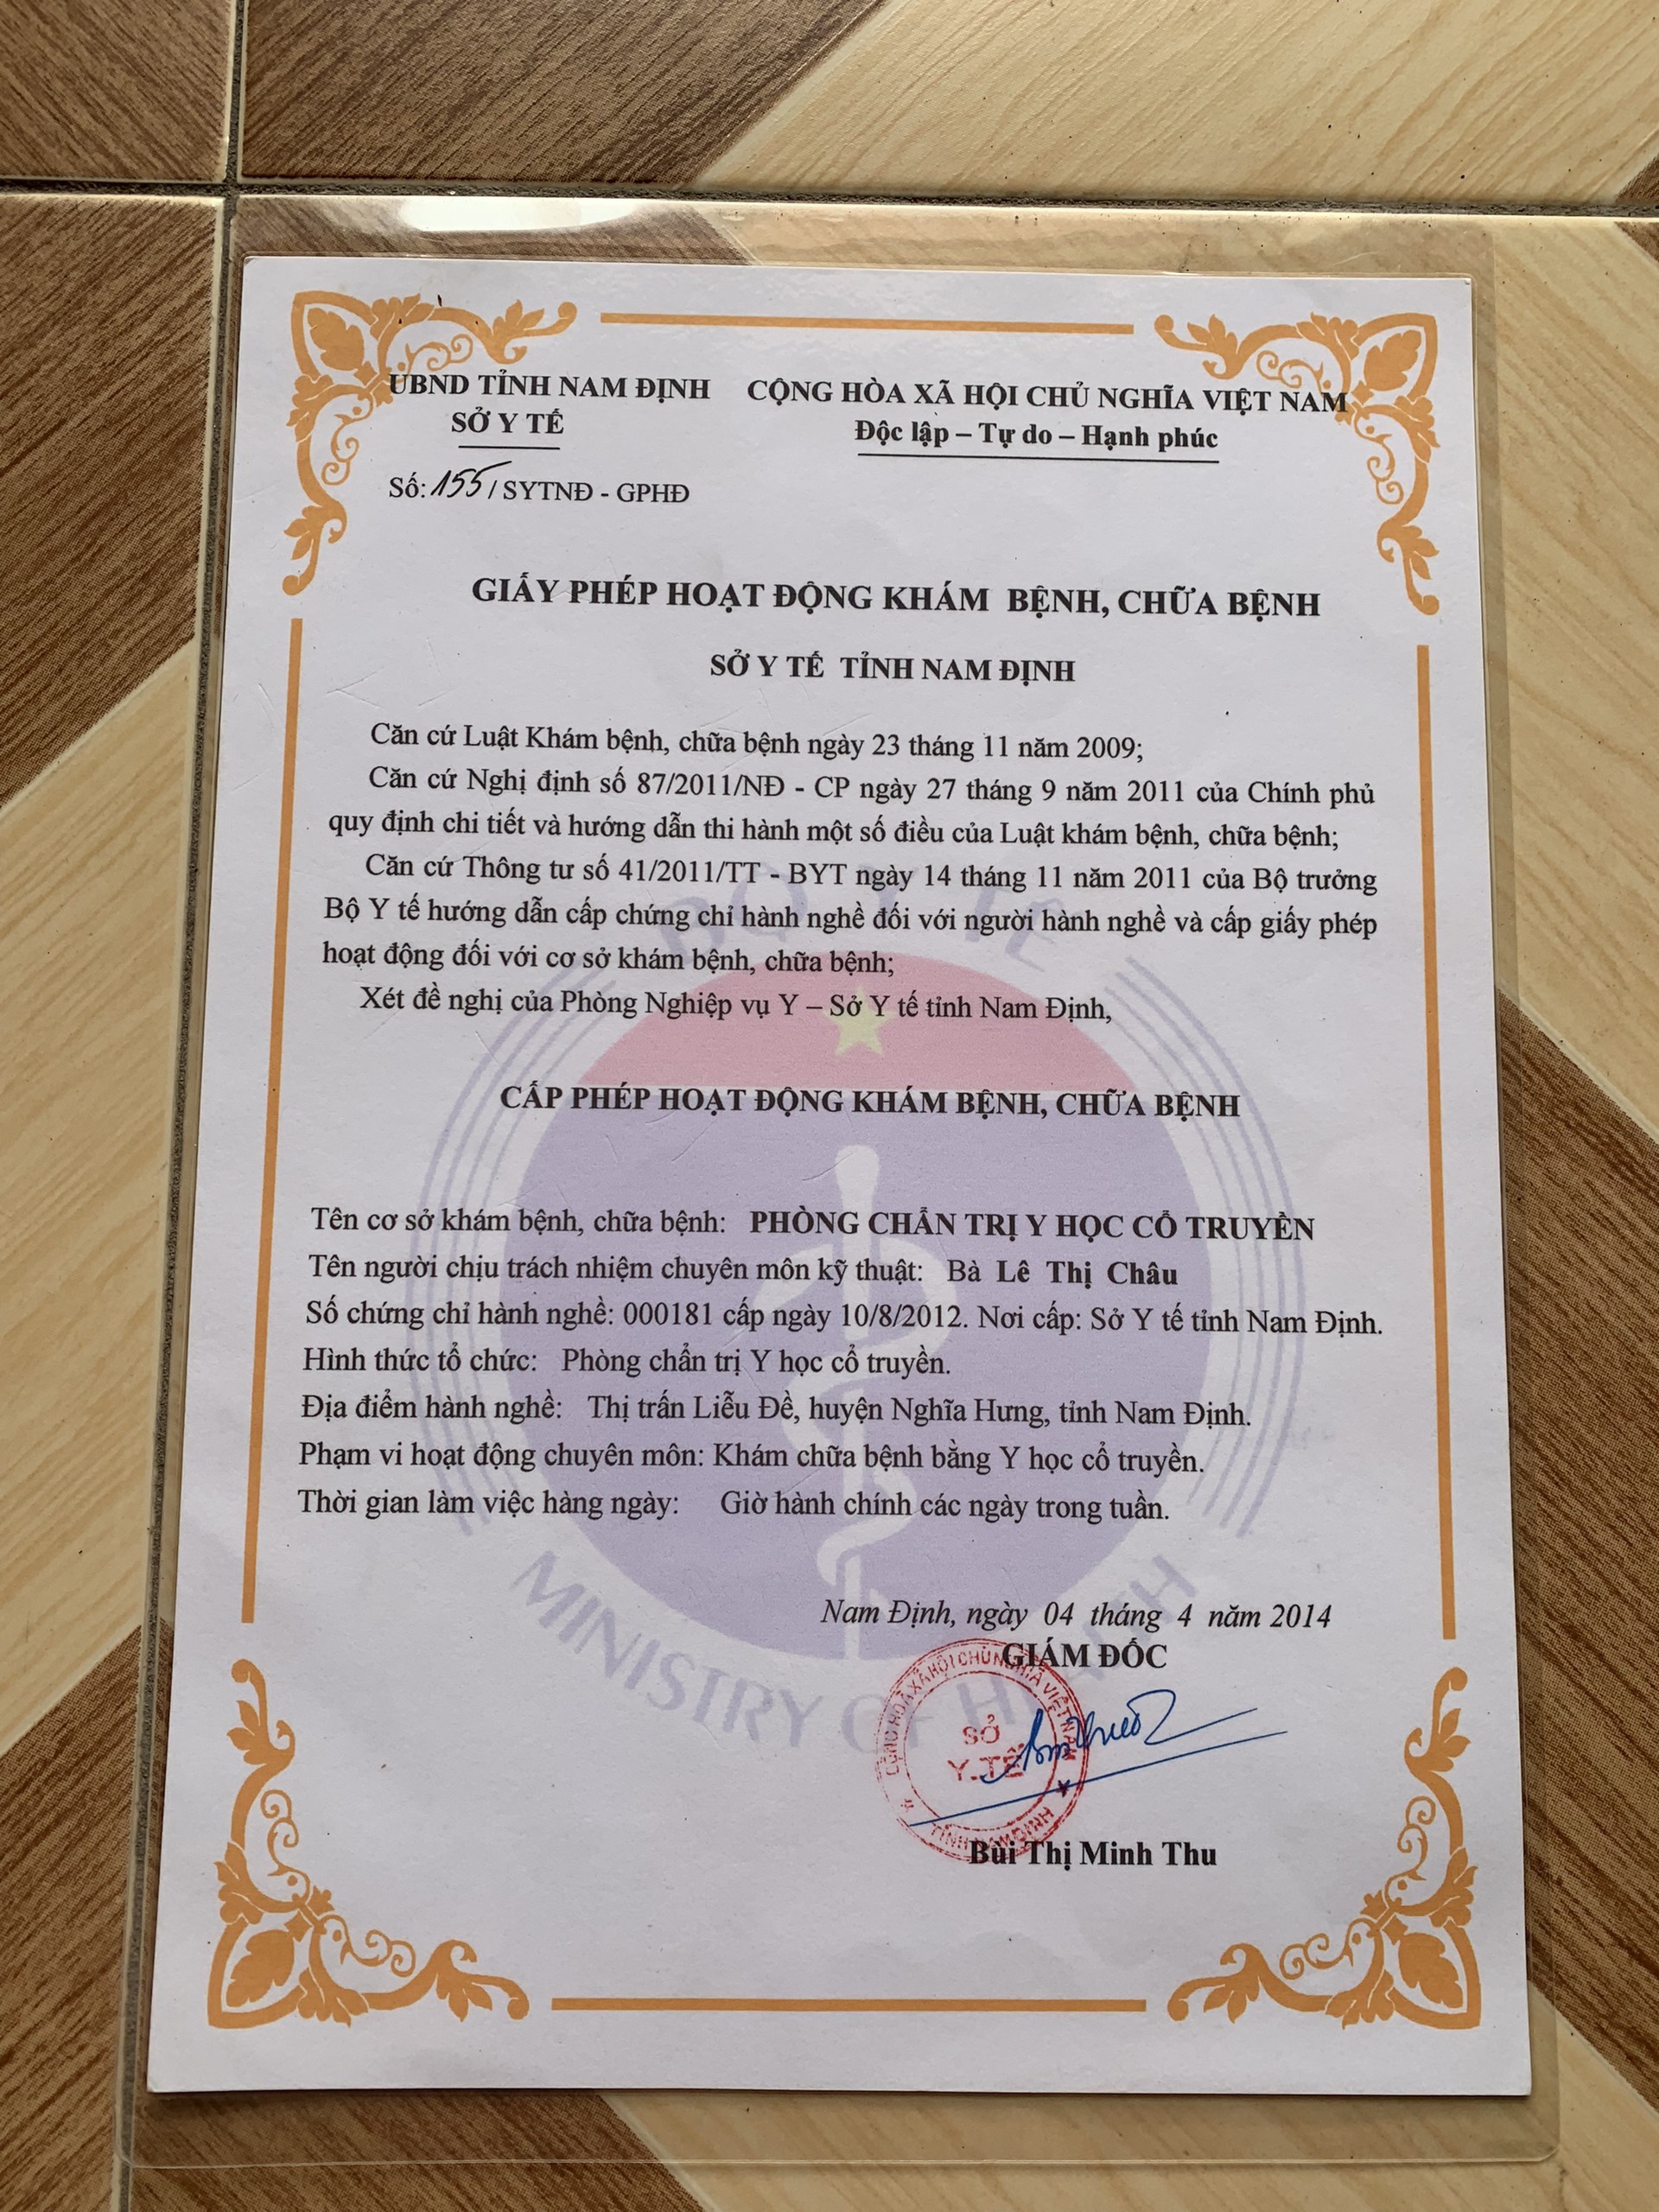 UBND TỈNH NAM ĐỊNH
SỞ Y TẾ
CỘNG HÒA XÃ HỘI CHỦ NGHĨA VIỆT NAM
Độc lập – Tự do – Hạnh phúc
Số: 155 / SYTNĐ - GPHĐ
GIẤY PHÉP HOẠT ĐỘNG KHÁM BỆNH, CHỮA BỆNH
SỞ Y TẾ TỈNH NAM ĐỊNH
Căn cứ Luật Khám bệnh, chữa bệnh ngày 23 tháng 11 năm 2009;
Căn cứ Nghị định số 87/2011/NĐ - CP ngày 27 tháng 9 năm 2011 của Chính phủ
quy định chi tiết và hướng dẫn thi hành một số điều của Luật khám bệnh, chữa bệnh;
Căn cứ Thông tư số 41/2011/TT - BYT ngày 14 tháng 11 năm 2011 của Bộ trưởng
Bộ Y tế hướng dẫn cấp chứng chỉ hành nghề đối với người hành nghề và cấp giấy phép
hoạt động đối với cơ sở khám bệnh, chữa bệnh;
Xét đề nghị của Phòng Nghiệp vụ Y – Sở Y tế tỉnh Nam Định,
CẤP PHÉP HOẠT ĐỘNG KHÁM BỆNH, CHỮA BỆNH
Tên cơ sở khám bệnh, chữa bệnh: PHÒNG CHẨN TRỊ Y HỌC CỔ TRUYỀN
Tên người chịu trách nhiệm chuyên môn kỹ thuật: Bà Lê Thị Châu
Số chứng chỉ hành nghề: 000181 cấp ngày 10/8/2012. Nơi cấp: Sở Y tế tỉnh Nam Định.
Hình thức tổ chức: Phòng chẩn trị Y học cổ truyền.
Địa điểm hành nghề: Thị trấn Liễu Đề, huyện Nghĩa Hưng, tỉnh Nam Định.
Phạm vi hoạt động chuyên môn: Khám chữa bệnh bằng Y học cổ truyền.
Thời gian làm việc hàng ngày: Giờ hành chính các ngày trong tuần.
Nam Định, ngày 04 tháng 4 năm 2014
GIÁM ĐỐC
CỘNG HOÀ XÃ HỘI CHỦ NGHĨA VIỆT NAM
SỞ
Y TẾ
TỈNH NAM ĐỊNH
Bùi Thị Minh Thu
BỘ Y TẾ
MINISTRY OF HEALTH